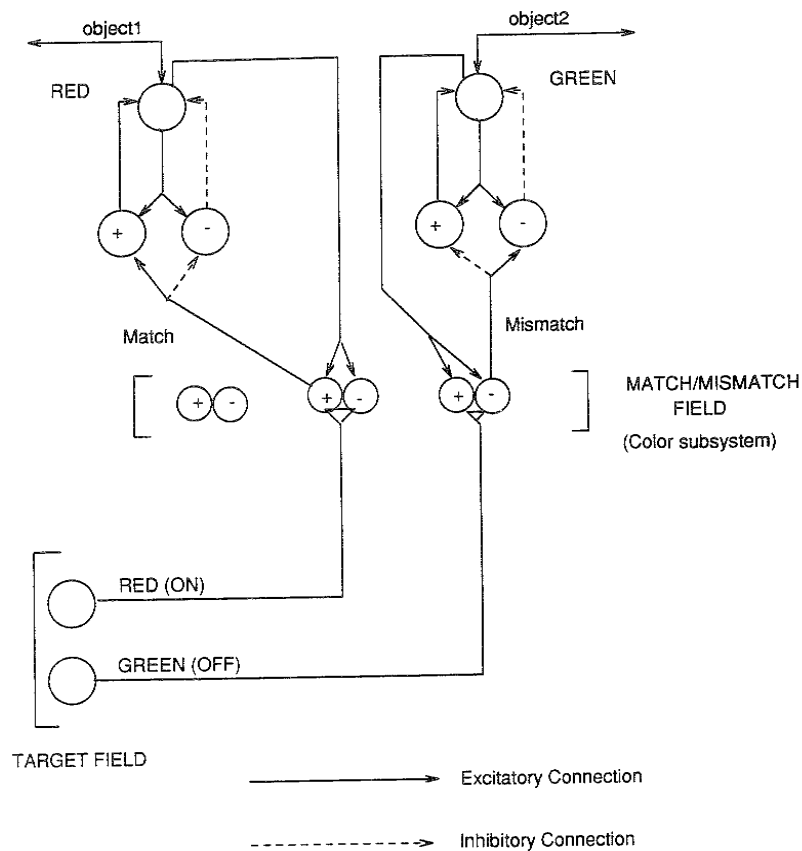 object1
object2
RED
GREEN
+
-
+
-
Match
Mismatch
+ -
+ -
+ -
MATCH/MISMATCH
FIELD
(Color subsystem)
RED (ON)
GREEN (OFF)
TARGET FIELD
Excitatory Connection
Inhibitory Connection